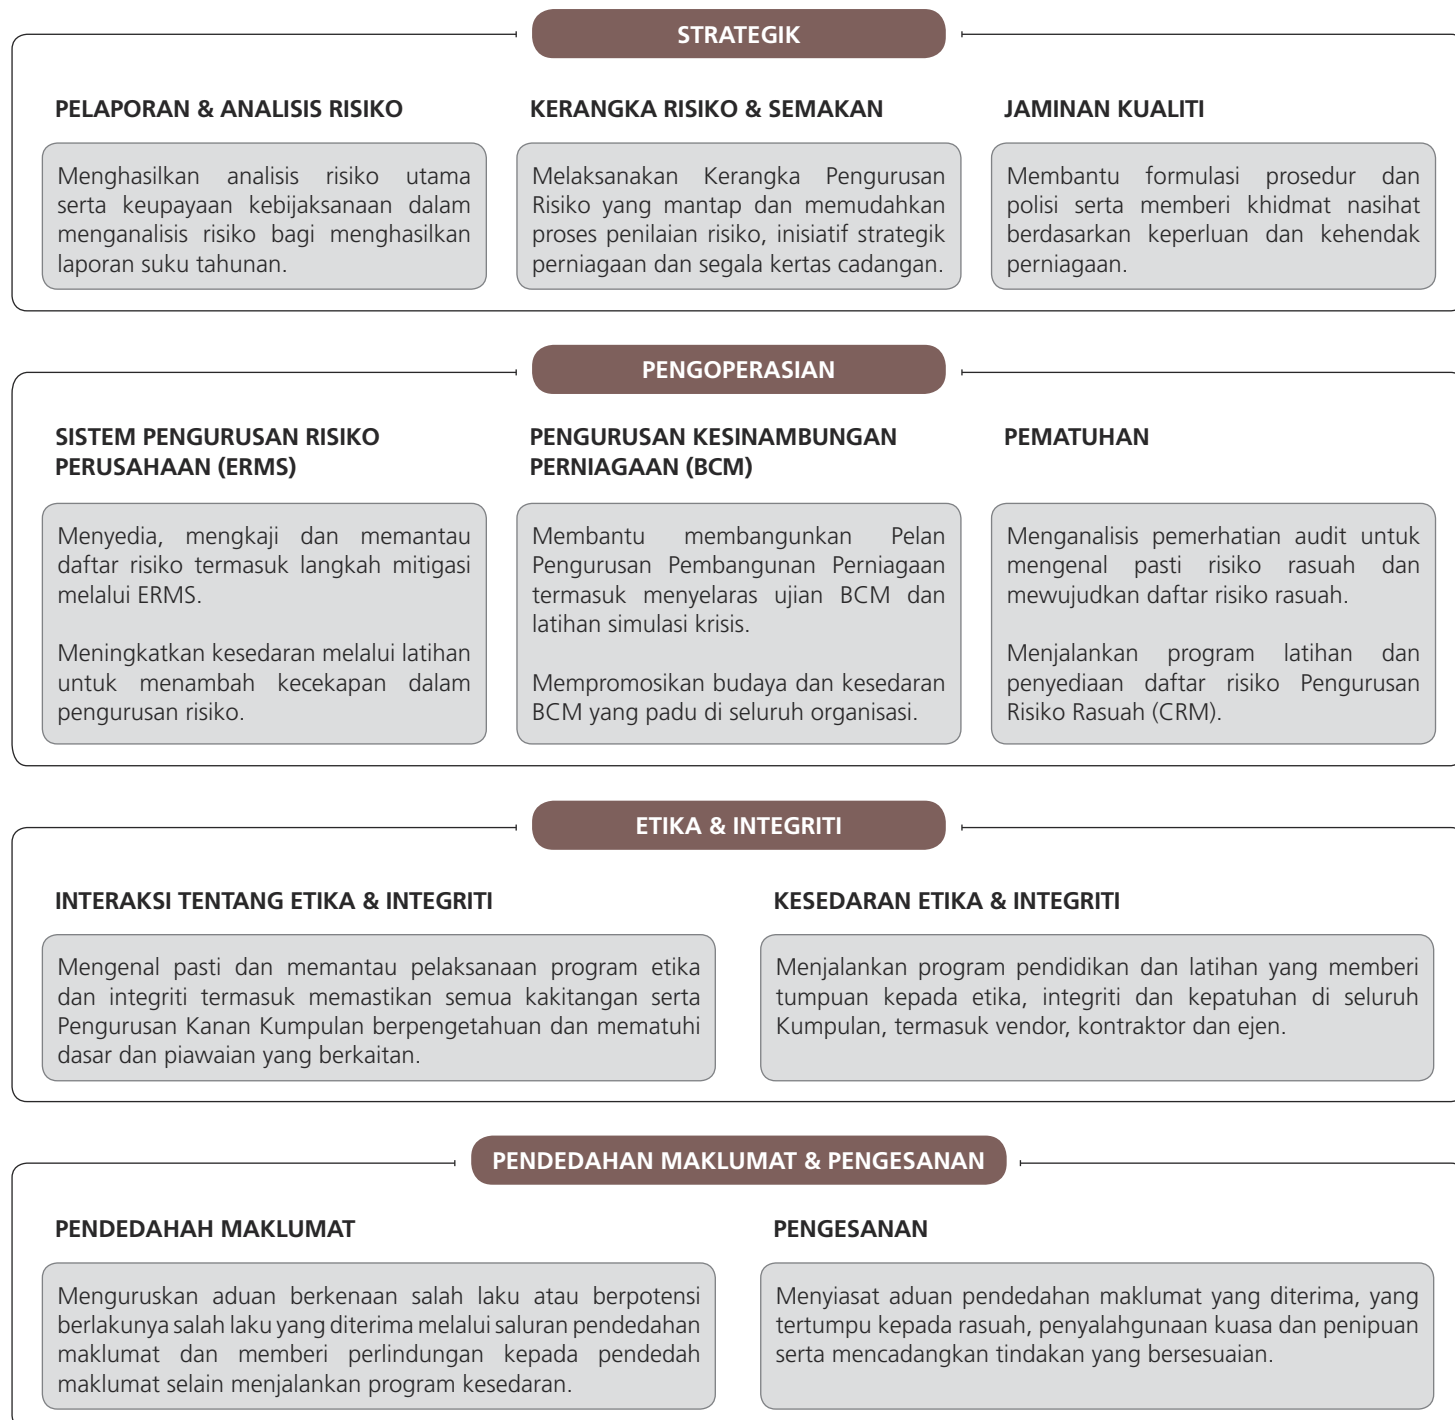 STRATEGIK
PELAPORAN & ANALISIS RISIKO
Menghasilkan analisis risiko utama
serta keupayaan kebijaksanaan dalam
menganalisis risiko bagi menghasilkan
laporan suku tahunan.
KERANGKA RISIKO & SEMAKAN
Melaksanakan Kerangka Pengurusan
Risiko yang mantap dan memudahkan
proses penilaian risiko, inisiatif strategik
perniagaan dan segala kertas cadangan.
JAMINAN KUALITI
Membantu formulasi prosedur dan
polisi serta memberi khidmat nasihat
berdasarkan keperluan dan kehendak
perniagaan.
PENGOPERASIAN
SISTEM PENGURUSAN RISIKO
PERUSAHAAN (ERMS)
Menyedia, mengkaji dan memantau
daftar risiko termasuk langkah mitigasi
melalui ERMS.
Meningkatkan kesedaran melalui latihan
untuk menambah kecekapan dalam
pengurusan risiko.
PENGURUSAN KESINAMBUNGAN
PERNIAGAAN (BCM)
Membantu membangunkan Pelan
Pengurusan Pembangunan Perniagaan
termasuk menyelaras ujian BCM dan
latihan simulasi krisis.
Mempromosikan budaya dan kesedaran
BCM yang padu di seluruh organisasi.
PEMATUHAN
Menganalisis pemerhatian audit untuk
mengenal pasti risiko rasuah dan
mewujudkan daftar risiko rasuah.
Menjalankan program latihan dan
penyediaan daftar risiko Pengurusan
Risiko Rasuah (CRM).
ETIKA & INTEGRITI
INTERAKSI TENTANG ETIKA & INTEGRITI
Mengenal pasti dan memantau pelaksanaan program etika
dan integriti termasuk memastikan semua kakitangan serta
Pengurusan Kanan Kumpulan berpengetahuan dan mematuhi
dasar dan piawaian yang berkaitan.
KESEDARAN ETIKA & INTEGRITI
Menjalankan program pendidikan dan latihan yang memberi
tumpuan kepada etika, integriti dan kepatuhan di seluruh
Kumpulan, termasuk vendor, kontraktor dan ejen.
PENDEDAHAN MAKLUMAT & PENGESANAN
PENDEDAHAH MAKLUMAT
Menguruskan aduan berkenaan salah laku atau berpotensi
berlakunya salah laku yang diterima melalui saluran pendedahan
maklumat dan memberi perlindungan kepada pendedah
maklumat selain menjalankan program kesedaran.
PENGESANAN
Menyiasat aduan pendedahan maklumat yang diterima, yang
tertumpu kepada rasuah, penyalahgunaan kuasa dan penipuan
serta mencadangkan tindakan yang bersesuaian.